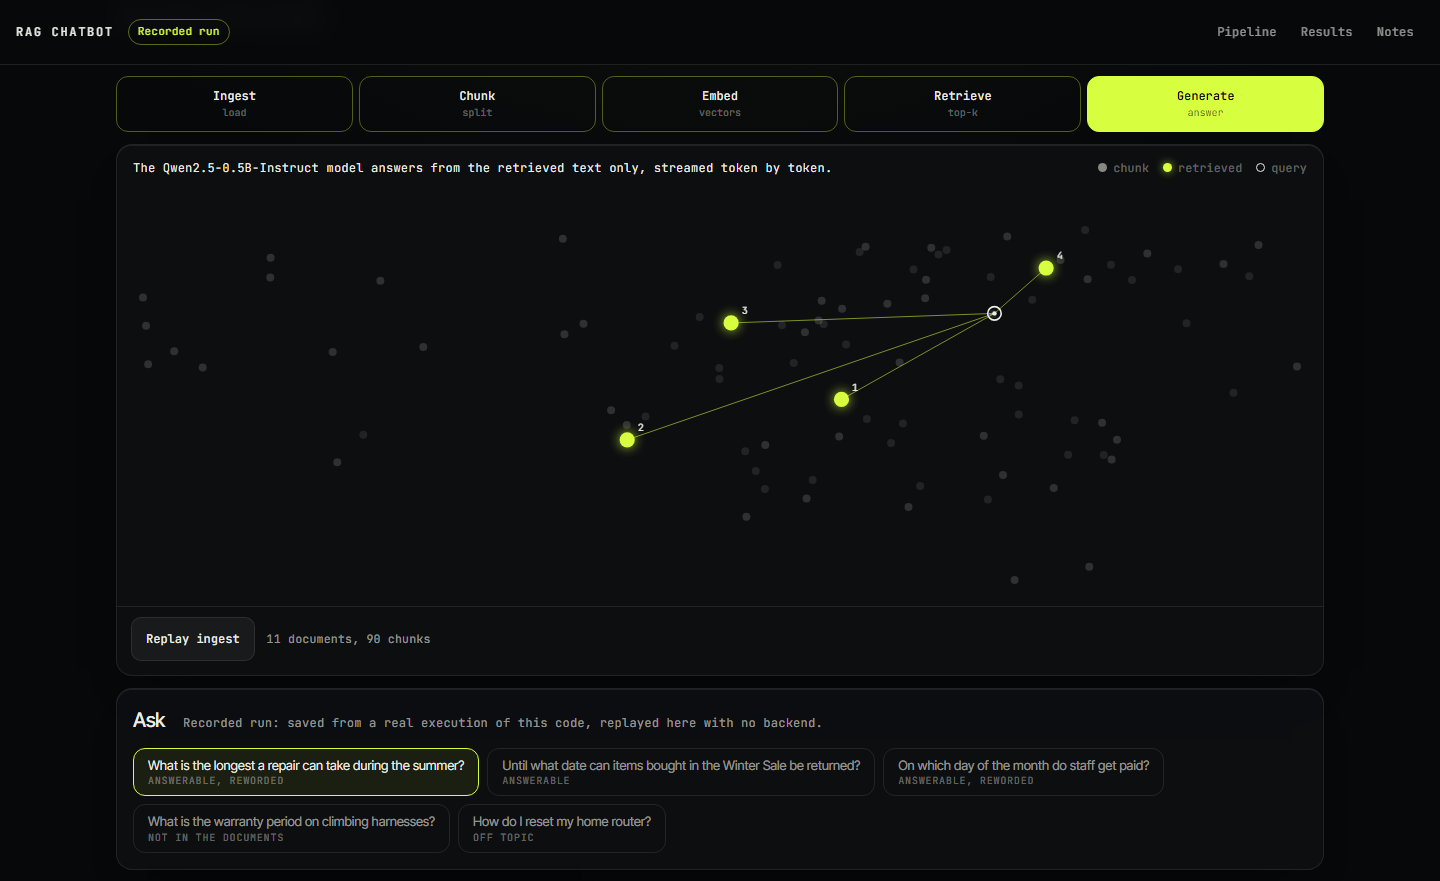 RAG CHATBOT
Recorded run
Pipeline
Results
Notes
Ingest
load
Chunk
split
Embed
vectors
Retrieve
top-k
Generate
answer
The Qwen2.5-0.5B-Instruct model answers from the retrieved text only, streamed token by token.
chunk
retrieved
query
4
3
1
2
Replay ingest
11 documents, 90 chunks
Ask
Recorded run: saved from a real execution of this code, replayed here with no backend.
What is the longest a repair can take during the summer?
ANSWERABLE, REWORDED
Until what date can items bought in the Winter Sale be returned?
ANSWERABLE
On which day of the month do staff get paid?
ANSWERABLE, REWORDED
What is the warranty period on climbing harnesses?
NOT IN THE DOCUMENTS
How do I reset my home router?
OFF TOPIC